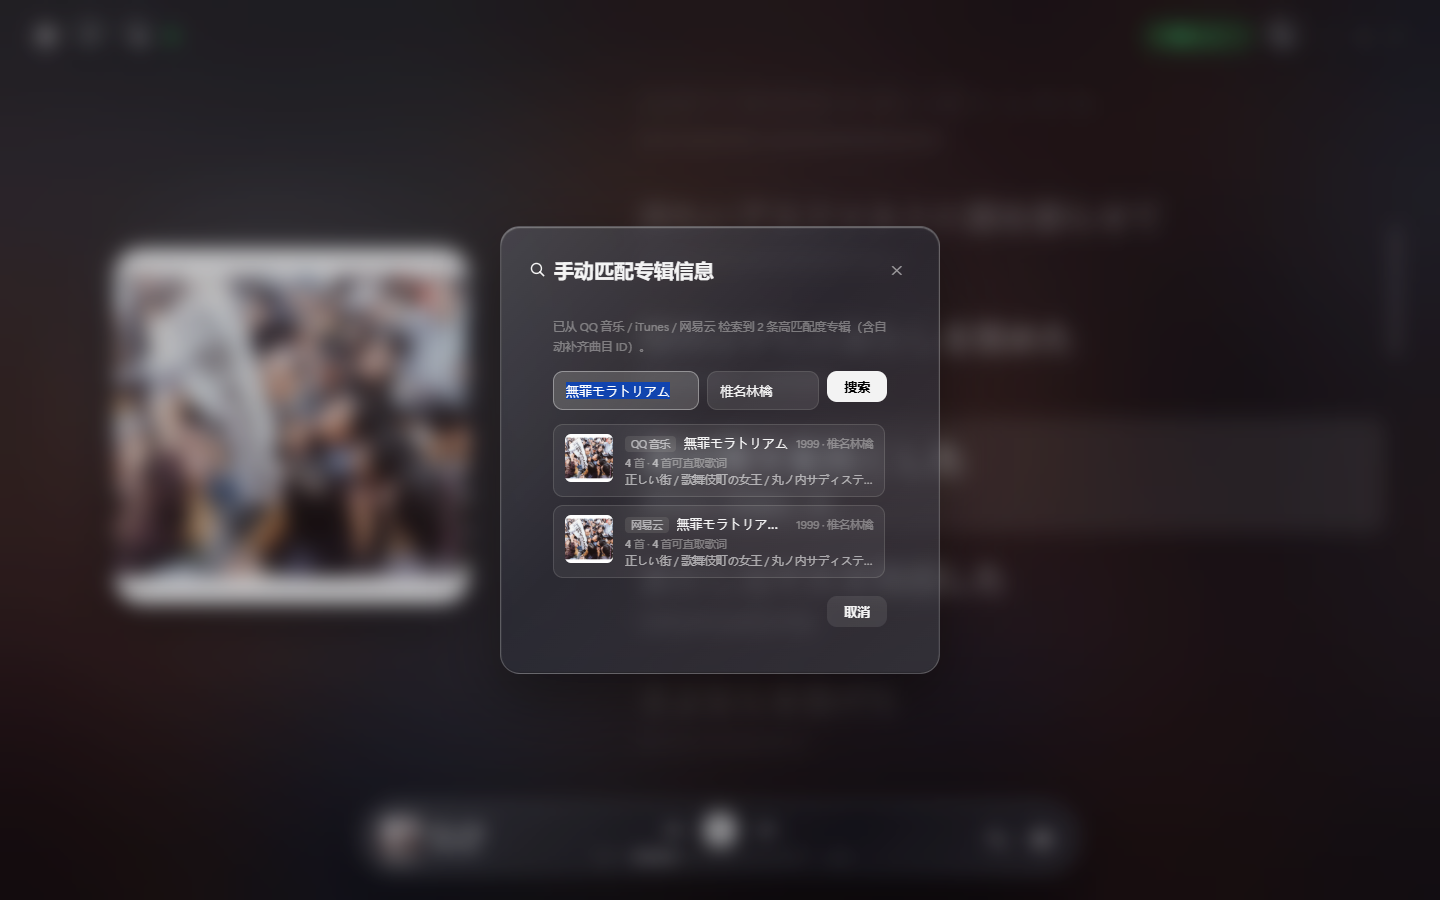 手动匹配专辑信息
已从 QQ 音乐 / iTunes / 网易云 检索到 2 条高匹配度专辑（含自
动补齐曲目 ID）。
無罪モラトリアム 椎名林檎 搜索
QQ 音乐 無罪モラトリアム 1999 · 椎名林檎
4 首 · 4 首可直取歌词
正しい街 / 歌舞伎町の女王 / 丸ノ内サディステ...
网易云 無罪モラトリア... 1999 · 椎名林檎
4 首 · 4 首可直取歌词
正しい街 / 歌舞伎町の女王 / 丸ノ内サディステ...
取消